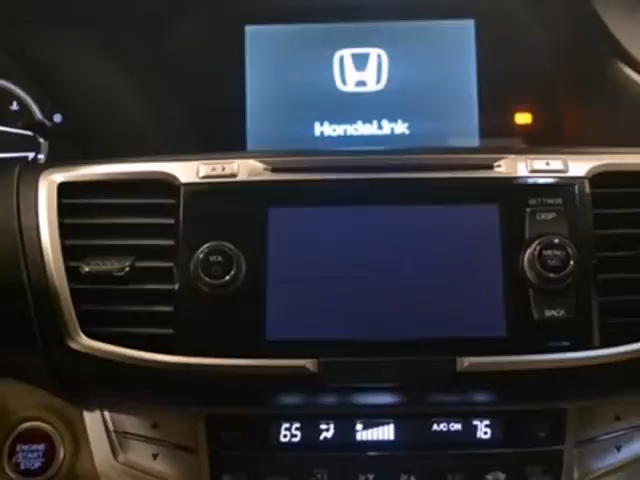 HondaLink
SETTINGS
DISP
VOL
MENU
SEL
BACK
65 A/C ON 76
ENGINE
START
STOP